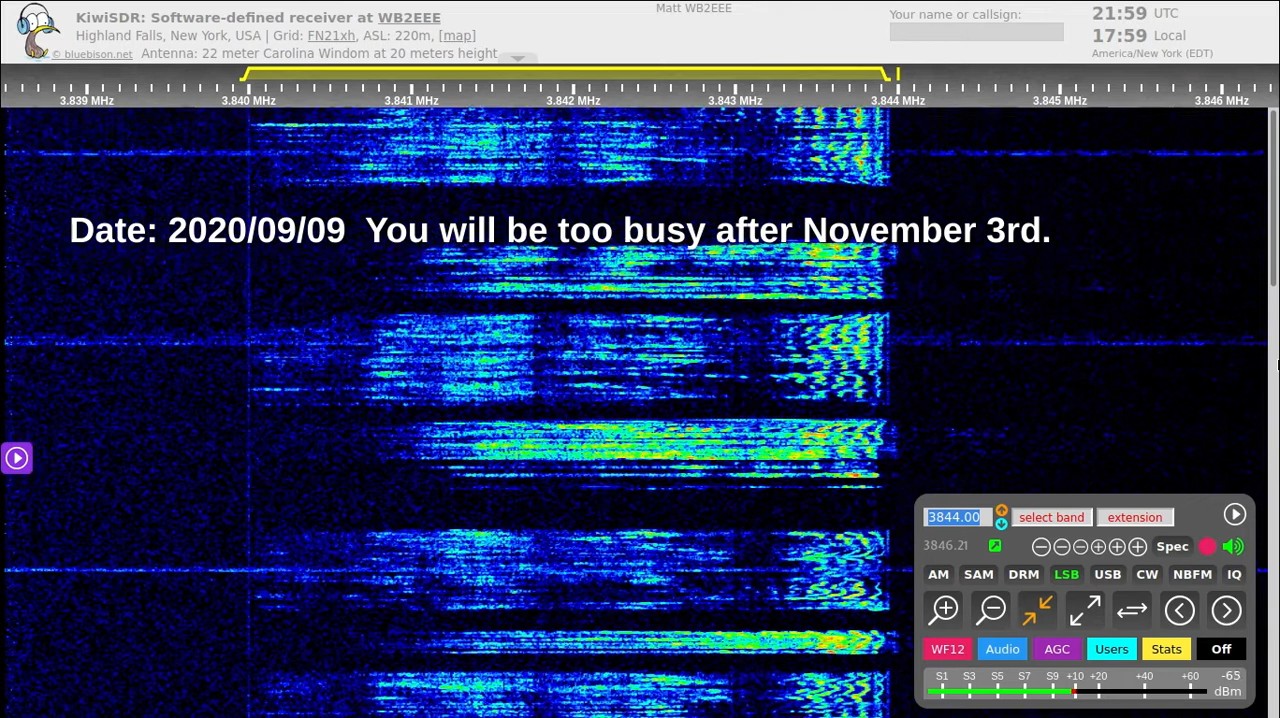 Matt WB2EEE
KiwiSDR: Software-defined receiver at WB2EEE
Highland Falls, New York, USA | Grid: FN21xh, ASL: 220m, [map]
© bluebison.net Antenna: 22 meter Carolina Windom at 20 meters height
Your name or callsign:
21:59 UTC
17:59 Local
America/New York (EDT)
3.839 MHz 3.840 MHz 3.841 MHz 3.842 MHz 3.843 MHz 3.844 MHz 3.845 MHz 3.846 MHz
Date: 2020/09/09 You will be too busy after November 3rd.
3844.00 select band extension
3846.21 Spec
AM SAM DRM LSB USB CW NBFM IQ
WF12 Audio AGC Users Stats Off
S1 S3 S5 S7 S9 +10 +20 +40 +60 -65
dBm